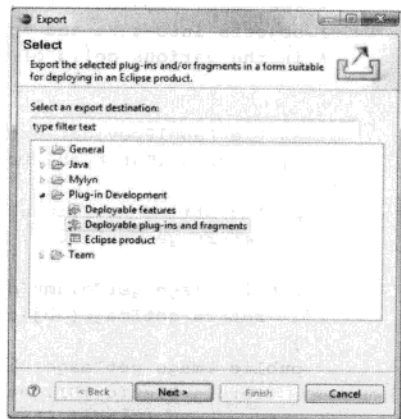 Export
Select
Export the selected plug-ins and/or fragments in a form suitable
for deploying in an Eclipse product.
Select an export destination:
type filter text
General
Java
Mylyn
Plug-in Development
Deployable features
Deployable plug-ins and fragments
Eclipse product
Team
< Back Next > Finish Cancel